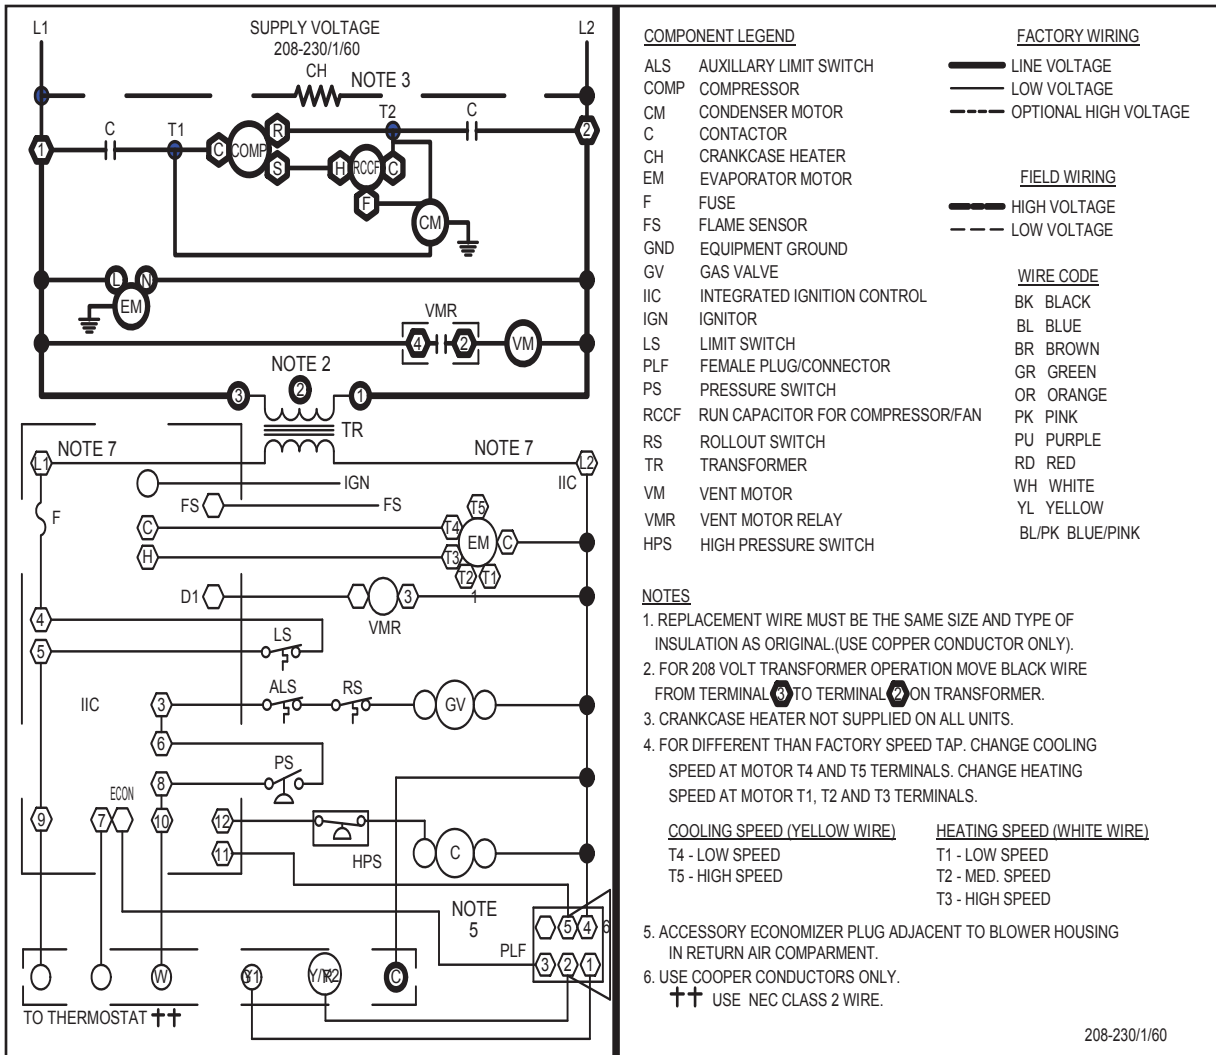 L1
SUPPLY VOLTAGE
208-230/1/60
L2
CH
NOTE 3
C
T1
T2
C
1
2
C
COMP
R
S
H
RCCF
C
F
CM
L
N
EM
VMR
4
2
VM
NOTE 2
3
2
1
TR
NOTE 7
NOTE 7
L1
L2
IGN
IIC
FS
FS
F
C
H
T5
T4
EM
C
T3
T2
T1
1
D1
3
VMR
4
5
LS
IIC
3
ALS
RS
GV
6
8
PS
ECON
9
7
10
12
11
HPS
C
NOTE
5
5
4
6
PLF
3
2
1
W
Y1
Y/R2
C
TO THERMOSTAT ††
COMPONENT LEGEND
ALS AUXILLARY LIMIT SWITCH
COMP COMPRESSOR
CM CONDENSER MOTOR
C CONTACTOR
CH CRANKCASE HEATER
EM EVAPORATOR MOTOR
F FUSE
FS FLAME SENSOR
GND EQUIPMENT GROUND
GV GAS VALVE
IIC INTEGRATED IGNITION CONTROL
IGN IGNITOR
LS LIMIT SWITCH
PLF FEMALE PLUG/CONNECTOR
PS PRESSURE SWITCH
RCCF RUN CAPACITOR FOR COMPRESSOR/FAN
RS ROLLOUT SWITCH
TR TRANSFORMER
VM VENT MOTOR
VMR VENT MOTOR RELAY
HPS HIGH PRESSURE SWITCH
FACTORY WIRING
LINE VOLTAGE
LOW VOLTAGE
OPTIONAL HIGH VOLTAGE
FIELD WIRING
HIGH VOLTAGE
LOW VOLTAGE
WIRE CODE
BK BLACK
BL BLUE
BR BROWN
GR GREEN
OR ORANGE
PK PINK
PU PURPLE
RD RED
WH WHITE
YL YELLOW
BL/PK BLUE/PINK
NOTES
1. REPLACEMENT WIRE MUST BE THE SAME SIZE AND TYPE OF
INSULATION AS ORIGINAL.(USE COPPER CONDUCTOR ONLY).
2. FOR 208 VOLT TRANSFORMER OPERATION MOVE BLACK WIRE
FROM TERMINAL 3 TO TERMINAL 2 ON TRANSFORMER.
3. CRANKCASE HEATER NOT SUPPLIED ON ALL UNITS.
4. FOR DIFFERENT THAN FACTORY SPEED TAP. CHANGE COOLING
SPEED AT MOTOR T4 AND T5 TERMINALS. CHANGE HEATING
SPEED AT MOTOR T1, T2 AND T3 TERMINALS.
COOLING SPEED (YELLOW WIRE)
T4 - LOW SPEED
T5 - HIGH SPEED
HEATING SPEED (WHITE WIRE)
T1 - LOW SPEED
T2 - MED. SPEED
T3 - HIGH SPEED
5. ACCESSORY ECONOMIZER PLUG ADJACENT TO BLOWER HOUSING
IN RETURN AIR COMPARMENT.
6. USE COOPER CONDUCTORS ONLY.
†† USE NEC CLASS 2 WIRE.
208-230/1/60